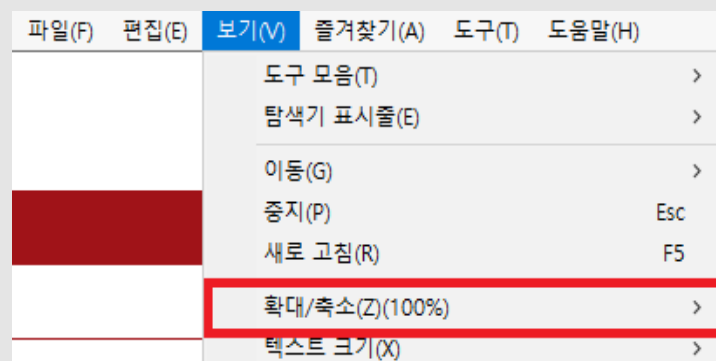 파일(F) 편집(E) 보기(V) 즐겨찾기(A) 도구(T) 도움말(H)
도구 모음(T)
탐색기 표시줄(E)
이동(G)
중지(P) Esc
새로 고침(R) F5
확대/축소(Z)(100%)
텍스트 크기(X)